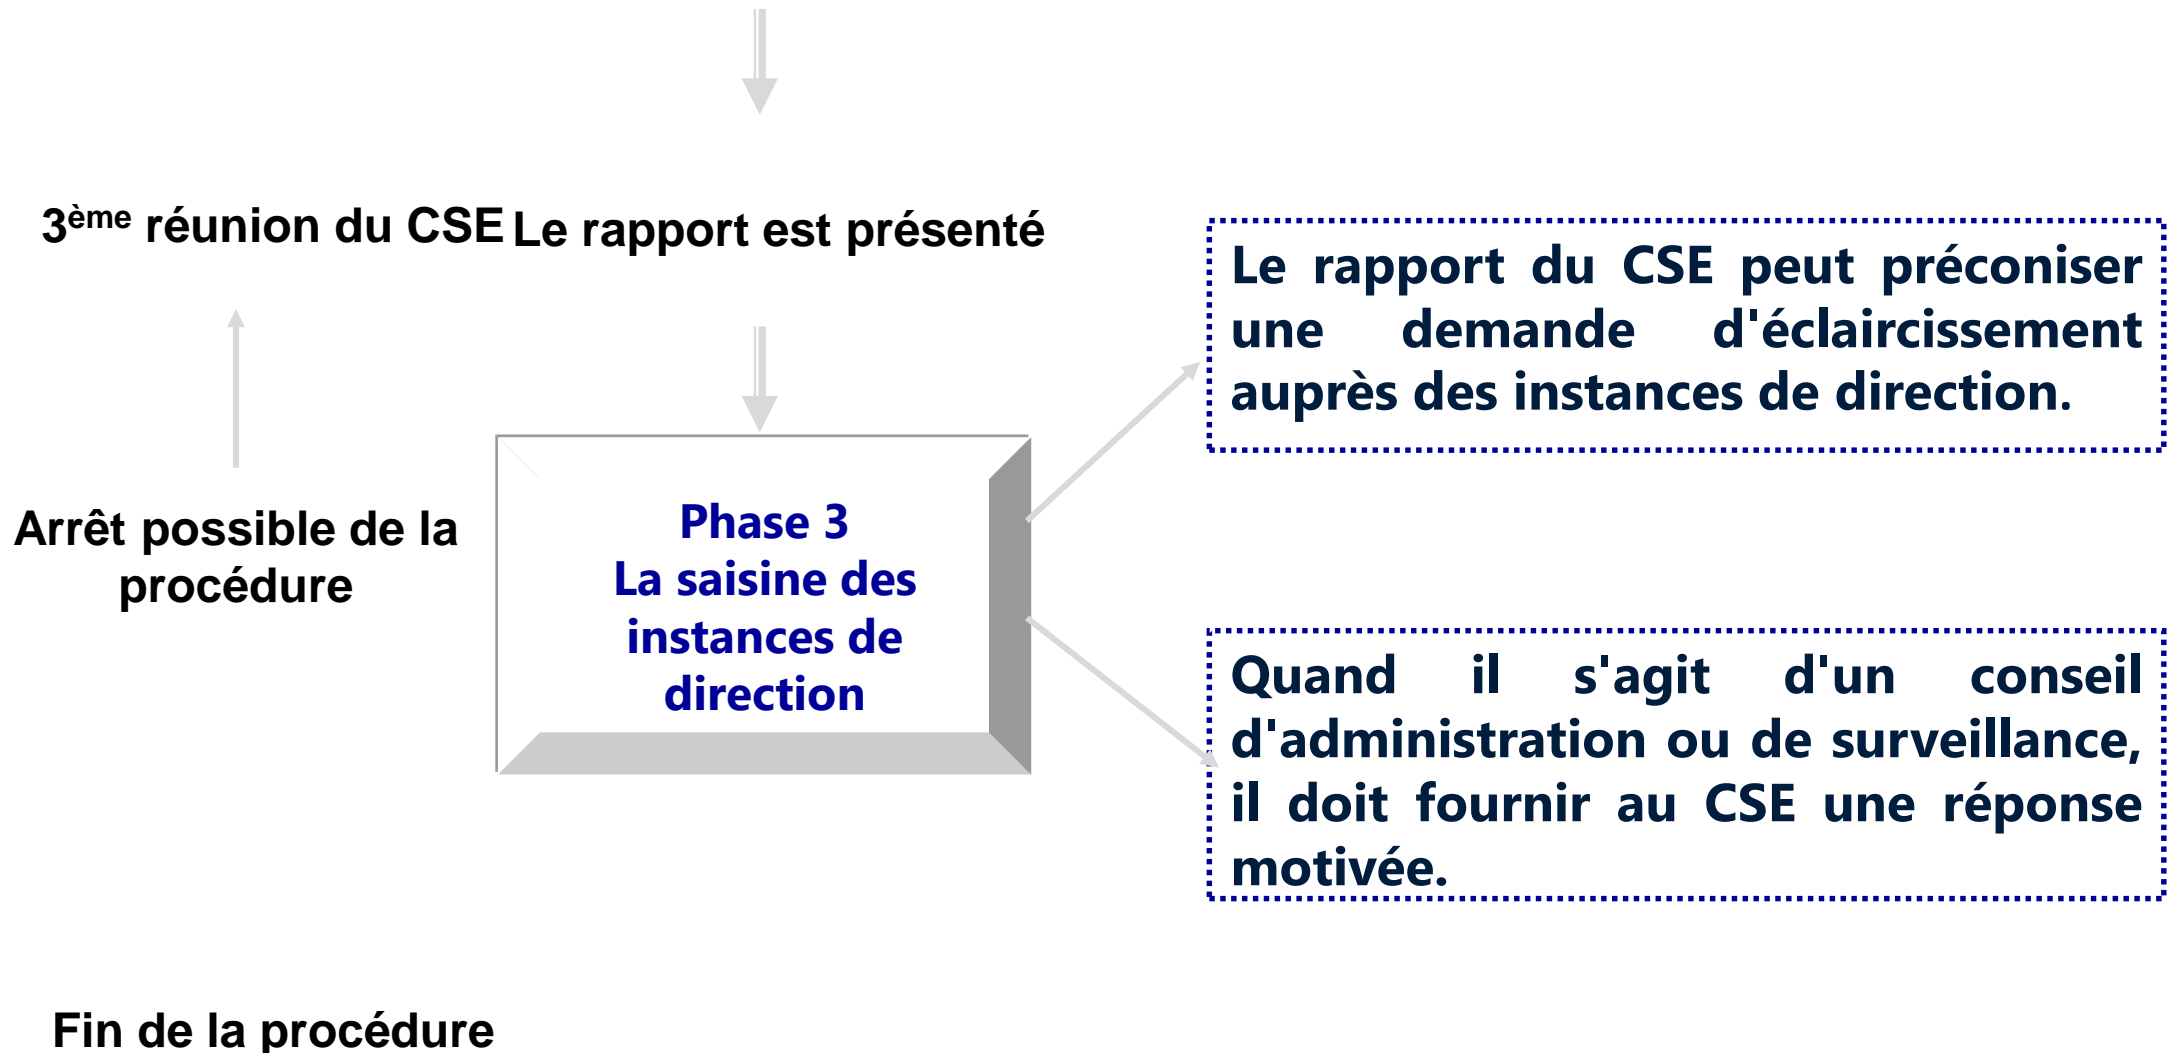 3ème réunion du CSE Le rapport est présenté
Le rapport du CSE peut préconiser
une demande d'éclaircissement
auprès des instances de direction.
Arrêt possible de la
procédure
Phase 3
La saisine des
instances de
direction
Quand il s'agit d'un conseil
d'administration ou de surveillance,
il doit fournir au CSE une réponse
motivée.
Fin de la procédure